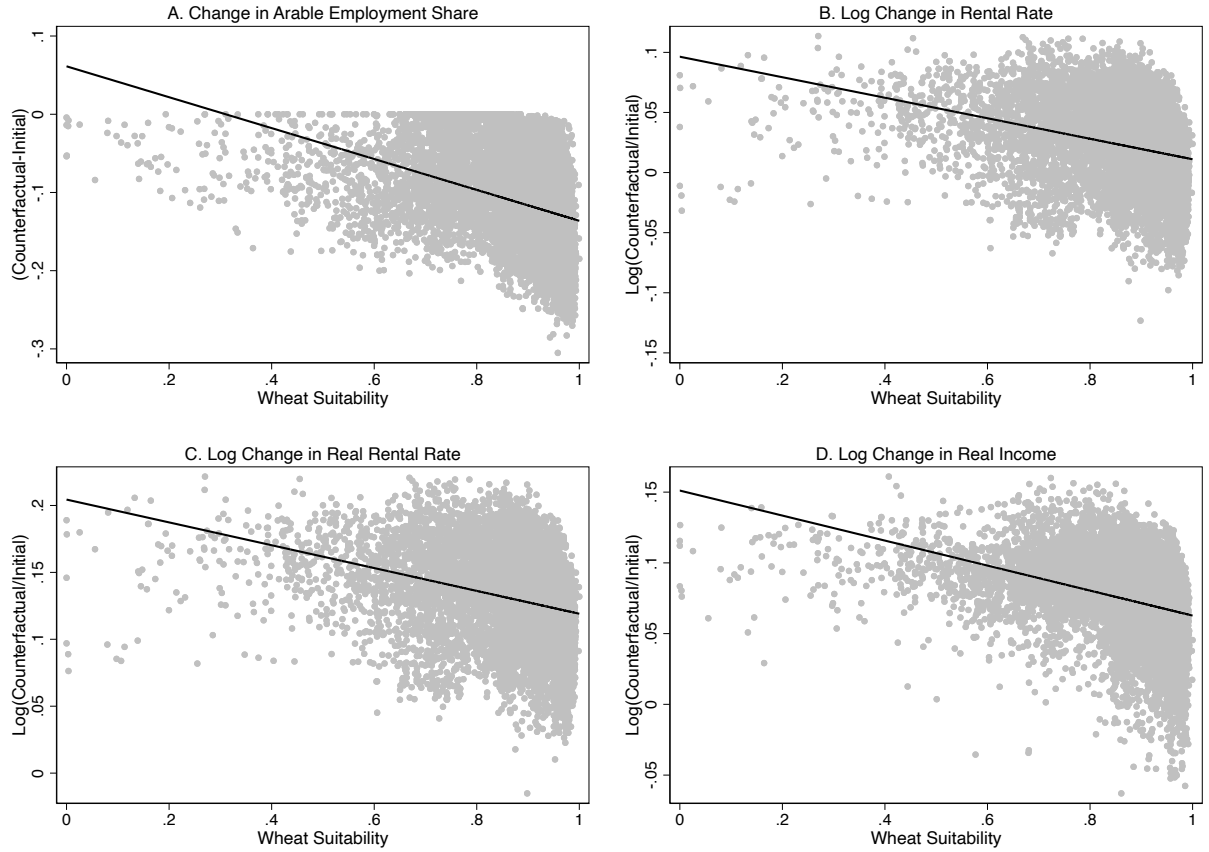 A. Change in Arable Employment Share
(Counterfactual-Initial)
.1
0
-.1
-.2
-.3
0 .2 .4 .6 .8 1
Wheat Suitability
B. Log Change in Rental Rate
Log(Counterfactual/Initial)
.1
.05
0
-.05
-.1
-.15
0 .2 .4 .6 .8 1
Wheat Suitability
C. Log Change in Real Rental Rate
Log(Counterfactual/Initial)
.2
.15
.1
.05
0
0 .2 .4 .6 .8 1
Wheat Suitability
D. Log Change in Real Income
Log(Counterfactual/Initial)
.15
.1
.05
0
-.05
0 .2 .4 .6 .8 1
Wheat Suitability